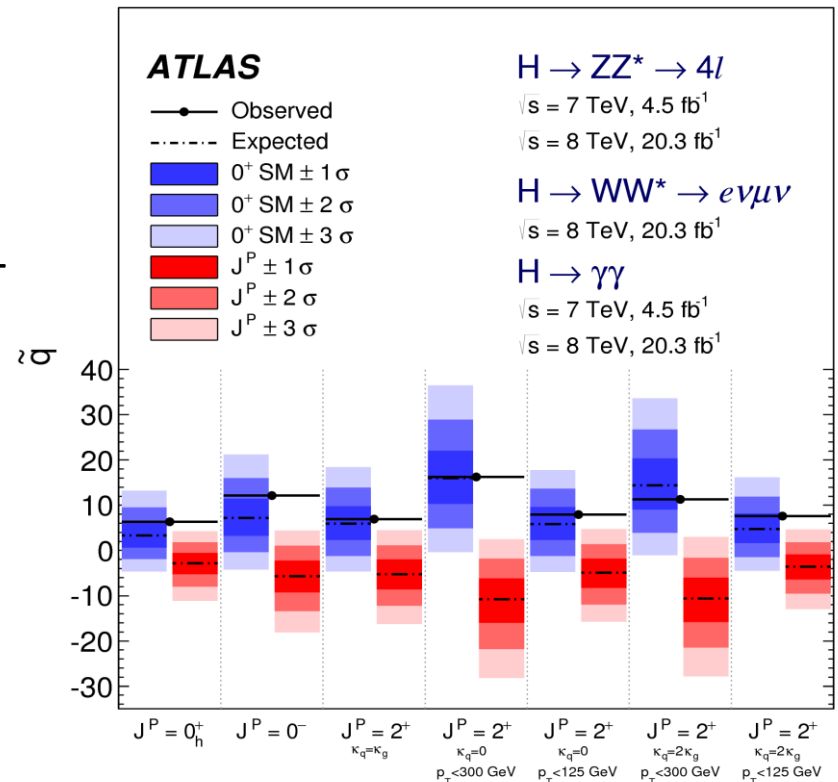 ATLAS
Observed
Expected
0⁺ SM ± 1 σ
0⁺ SM ± 2 σ
0⁺ SM ± 3 σ
Jᴾ ± 1 σ
Jᴾ ± 2 σ
Jᴾ ± 3 σ
H → ZZ* → 4l
√s = 7 TeV, 4.5 fb⁻¹
√s = 8 TeV, 20.3 fb⁻¹
H → WW* → eνμν
√s = 8 TeV, 20.3 fb⁻¹
H → γγ
√s = 7 TeV, 4.5 fb⁻¹
√s = 8 TeV, 20.3 fb⁻¹
q̃
40
30
20
10
0
-10
-20
-30
Jᴾ = 0⁺ₕ
Jᴾ = 0⁻
Jᴾ = 2⁺
κq=κg
Jᴾ = 2⁺
κq=0
pT<300 GeV
Jᴾ = 2⁺
κq=0
pT<125 GeV
Jᴾ = 2⁺
κq=2κg
pT<300 GeV
Jᴾ = 2⁺
κq=2κg
pT<125 GeV